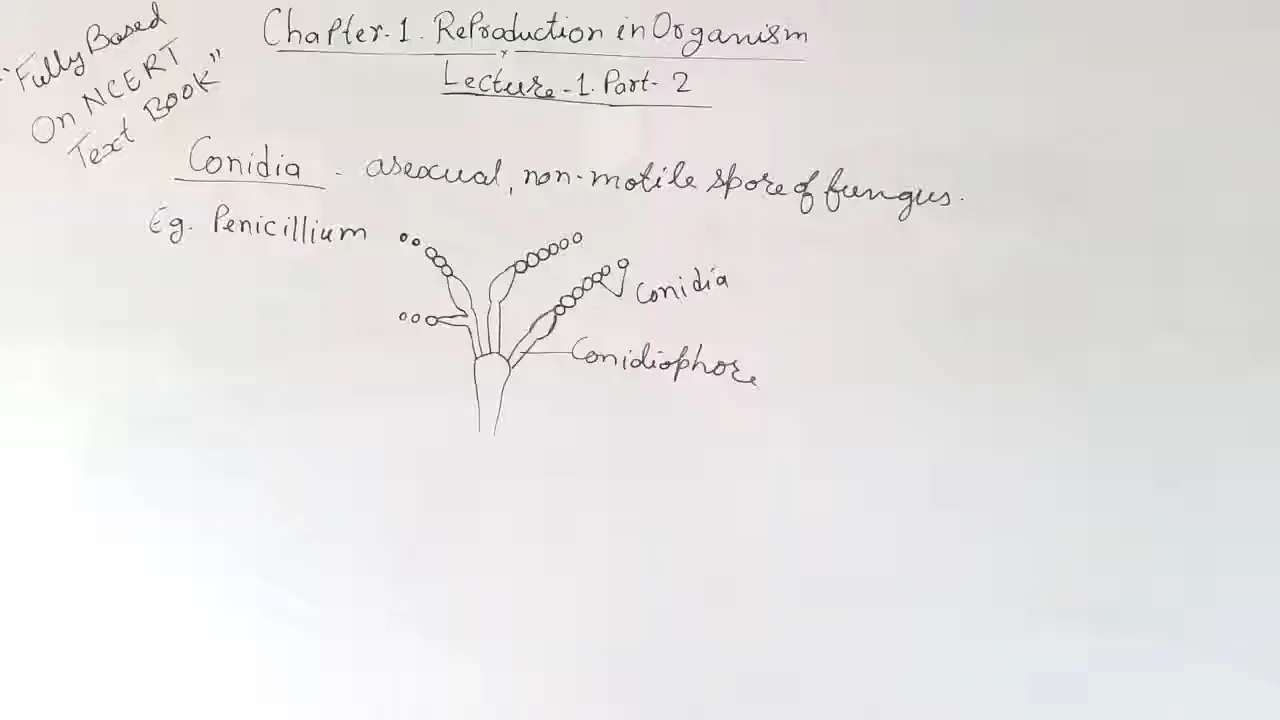 "Fully Based
On NCERT
Text Book"
Chapter-1. Reproduction in Organism
Lecture-1. Part-2
Conidia - asexual, non-motile spore of fungus.
Eg. Penicillium
Conidia
Conidiophore